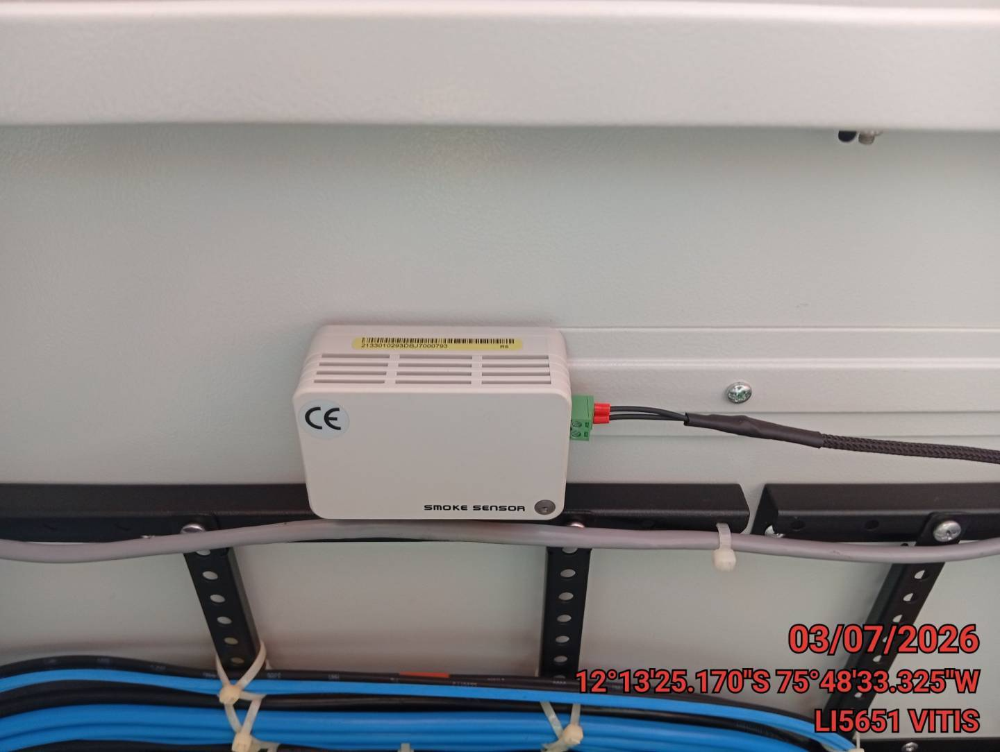 2133010293DBJ7000793 R6
CE
SMOKE SENSOR
03/07/2026
12°13'25.170"S 75°48'33.325"W
LI5651 VITIS